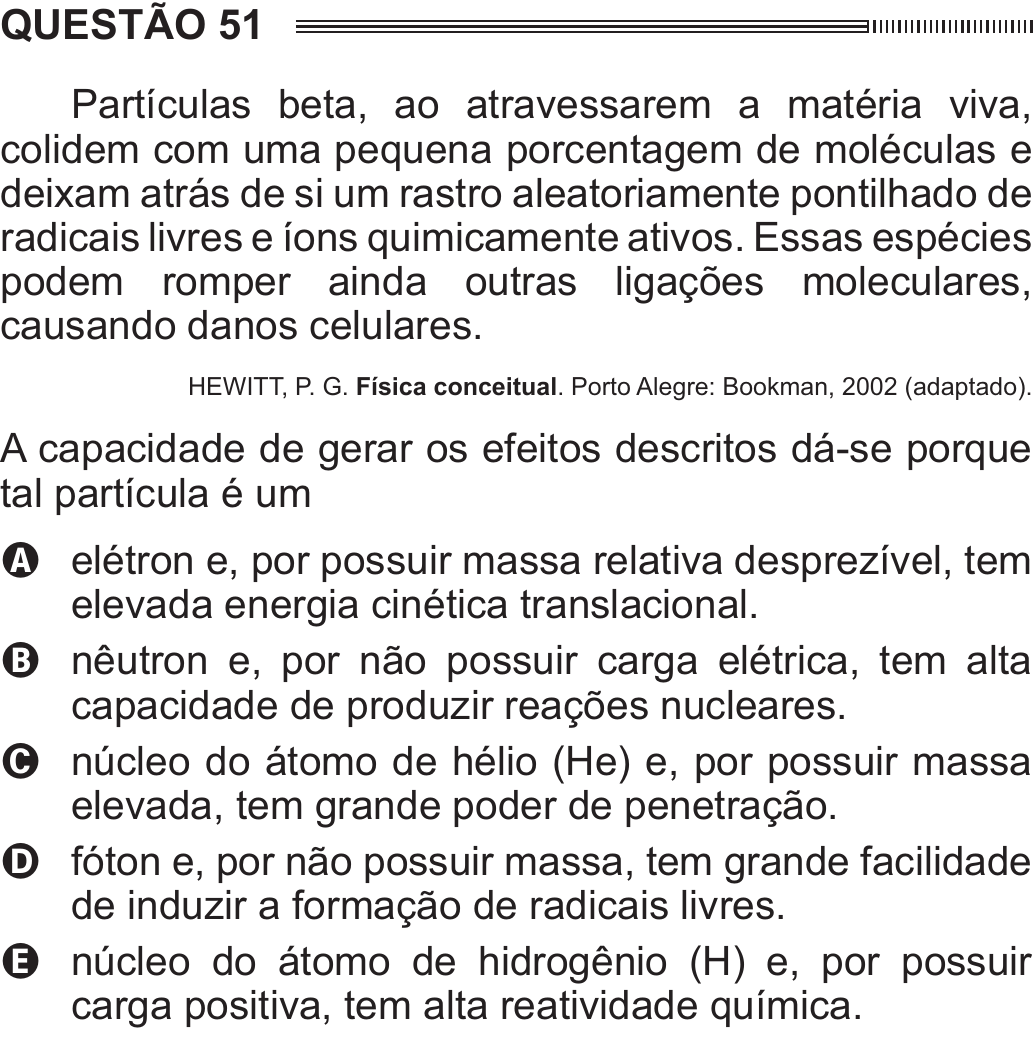 QUESTÃO 51
Partículas beta, ao atravessarem a matéria viva,
colidem com uma pequena porcentagem de moléculas e
deixam atrás de si um rastro aleatoriamente pontilhado de
radicais livres e íons quimicamente ativos. Essas espécies
podem romper ainda outras ligações moleculares,
causando danos celulares.
HEWITT, P. G. Física conceitual. Porto Alegre: Bookman, 2002 (adaptado).
A capacidade de gerar os efeitos descritos dá-se porque
tal partícula é um
A elétron e, por possuir massa relativa desprezível, tem
elevada energia cinética translacional.
B nêutron e, por não possuir carga elétrica, tem alta
capacidade de produzir reações nucleares.
C núcleo do átomo de hélio (He) e, por possuir massa
elevada, tem grande poder de penetração.
D fóton e, por não possuir massa, tem grande facilidade
de induzir a formação de radicais livres.
E núcleo do átomo de hidrogênio (H) e, por possuir
carga positiva, tem alta reatividade química.